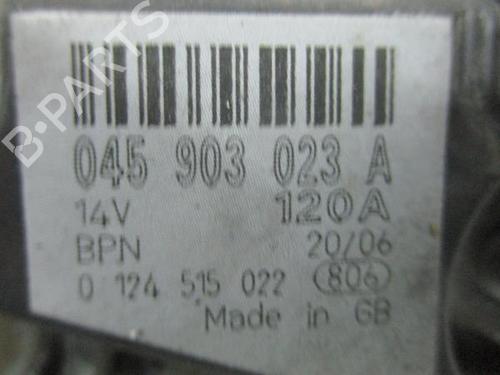 B-PARTS
045 903 023 A
14V 120A
BPN 20/06
0 124 515 022 806
Made in GB